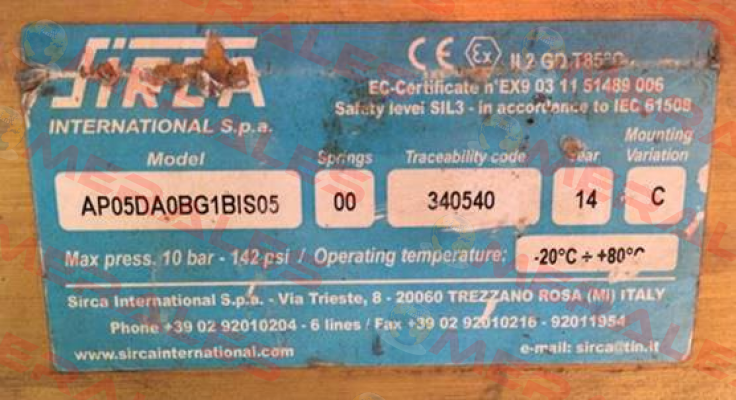 SIRCA
INTERNATIONAL S.p.a.
CE Ex II 2 GD T85°C
EC-Certificate n°EX9 03 11 51489 006
Safety level SIL3 - in accordance to IEC 61508
Model Springs Traceability code Year Mounting Variation
AP05DA0BG1BIS05 00 340540 14 C
Max press. 10 bar - 142 psi / Operating temperature: -20°C ÷ +80°C
Sirca International S.p.a. - Via Trieste, 8 - 20060 TREZZANO ROSA (MI) ITALY
Phone +39 02 92010204 - 6 lines / Fax +39 02 92010216 - 92011954
www.sircainternational.com e-mail: sirca@tin.it